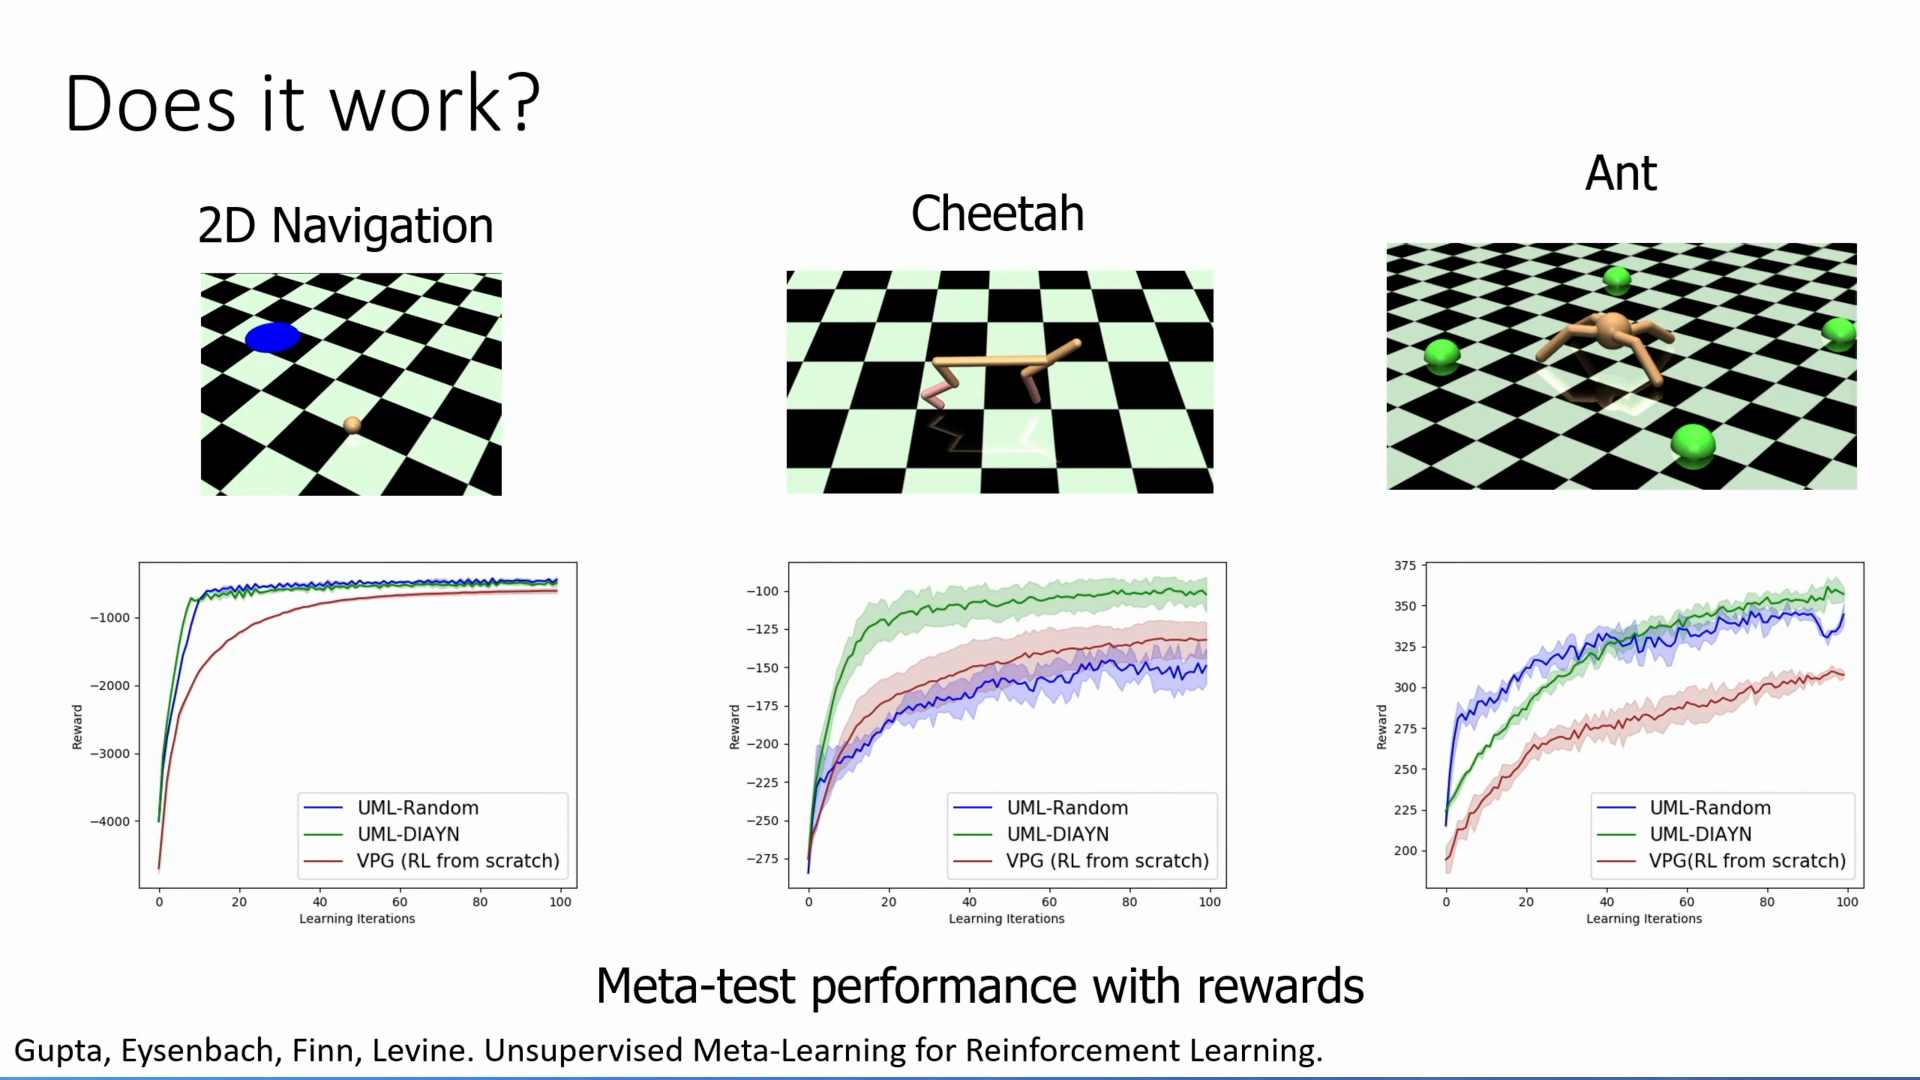 Does it work?
2D Navigation
Cheetah
Ant
Reward
−1000
−2000
−3000
−4000
UML-Random
UML-DIAYN
VPG (RL from scratch)
0 20 40 60 80 100
Learning Iterations
Reward
−100
−125
−150
−175
−200
−225
−250
−275
UML-Random
UML-DIAYN
VPG (RL from scratch)
0 20 40 60 80 100
Learning Iterations
Reward
375
350
325
300
275
250
225
200
UML-Random
UML-DIAYN
VPG(RL from scratch)
0 20 40 60 80 100
Learning Iterations
Meta-test performance with rewards
Gupta, Eysenbach, Finn, Levine. Unsupervised Meta-Learning for Reinforcement Learning.